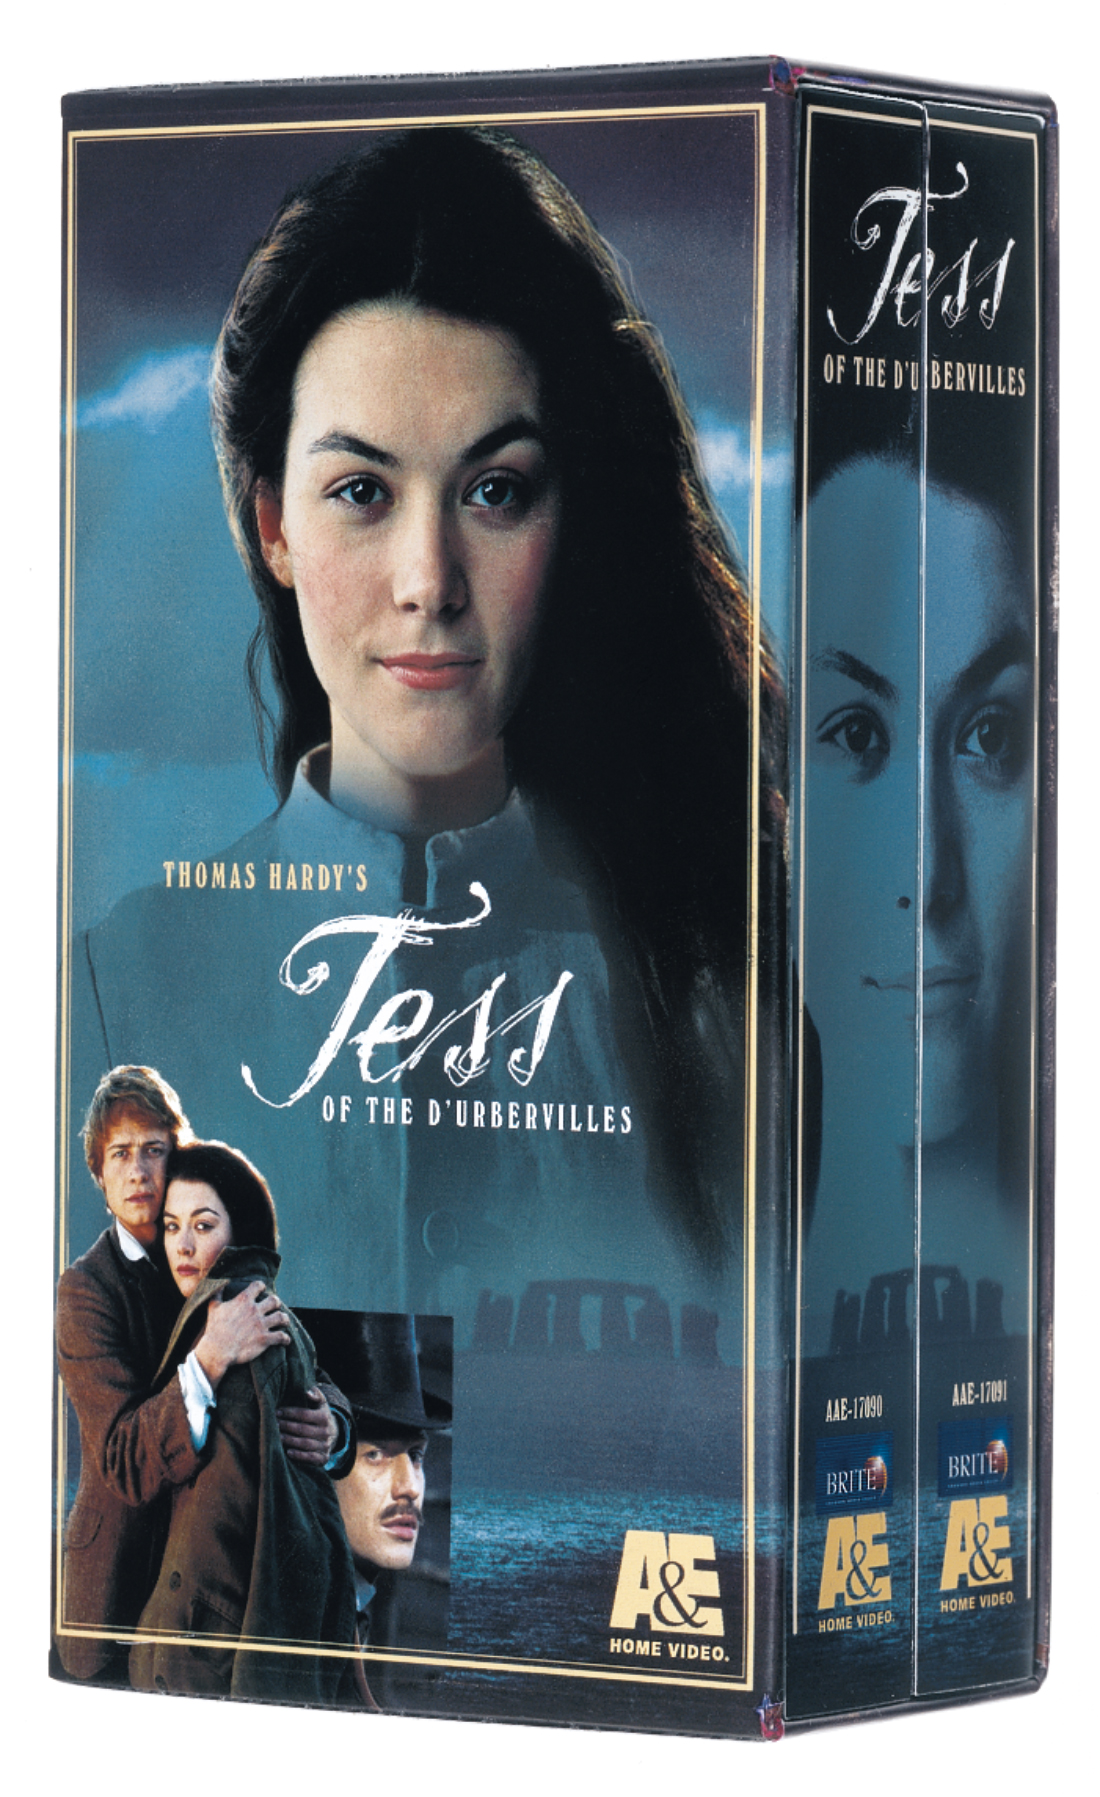 THOMAS HARDY'S
Tess
OF THE D'URBERVILLES
A&E
HOME VIDEO.
Tess
OF THE D'URBERVILLES
AAE-17090
BRITE
A&E
HOME VIDEO.
AAE-17091
BRITE
A&E
HOME VIDEO.